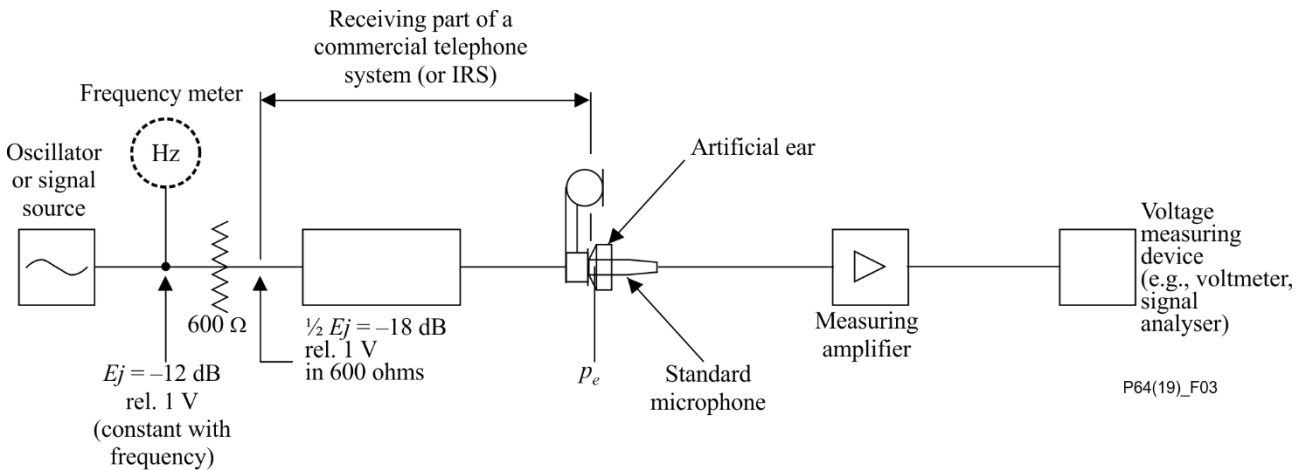 Receiving part of a
commercial telephone
system (or IRS)
Frequency meter
Hz
Oscillator
or signal
source
Artificial ear
Voltage
measuring
device
(e.g., voltmeter,
signal
analyser)
600 Ω
½ Ej = –18 dB
rel. 1 V
in 600 ohms
Measuring
amplifier
Ej = –12 dB
rel. 1 V
(constant with
frequency)
pe
Standard
microphone
P64(19)_F03